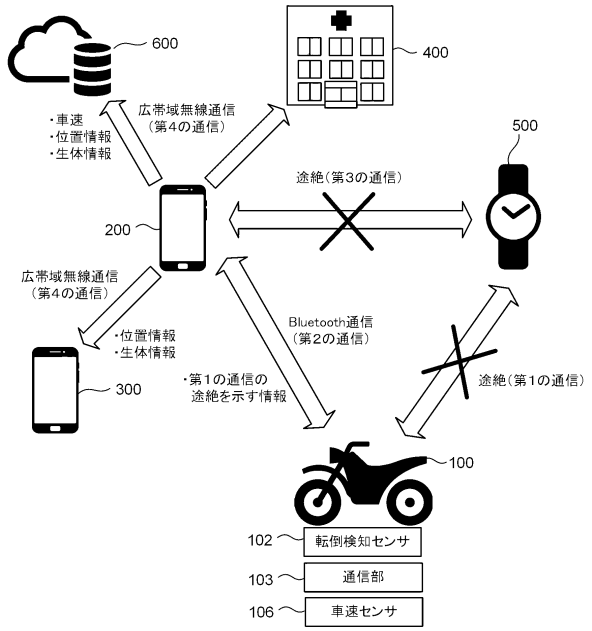 600
400
・車速
・位置情報
・生体情報
広帯域無線通信
(第4の通信)
500
途絶(第3の通信)
200
広帯域無線通信
(第4の通信)
・位置情報
・生体情報
Bluetooth通信
(第2の通信)
300
・第1の通信の
途絶を示す情報
途絶(第1の通信)
100
102
転倒検知センサ
103
通信部
106
車速センサ